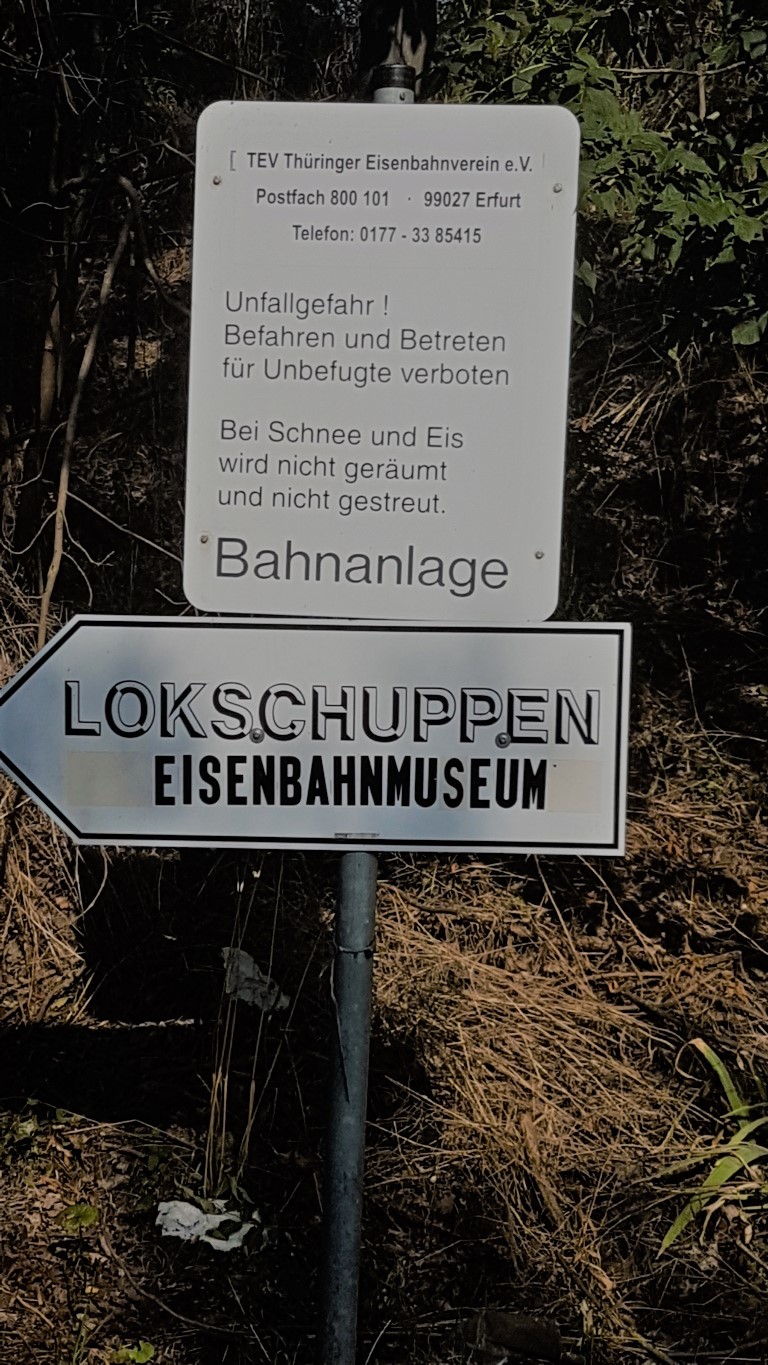 TEV Thüringer Eisenbahnverein e.V.
Postfach 800 101 · 99027 Erfurt
Telefon: 0177 - 33 85415
Unfallgefahr !
Befahren und Betreten
für Unbefugte verboten
Bei Schnee und Eis
wird nicht geräumt
und nicht gestreut.
Bahnanlage
LOKSCHUPPEN
EISENBAHNMUSEUM